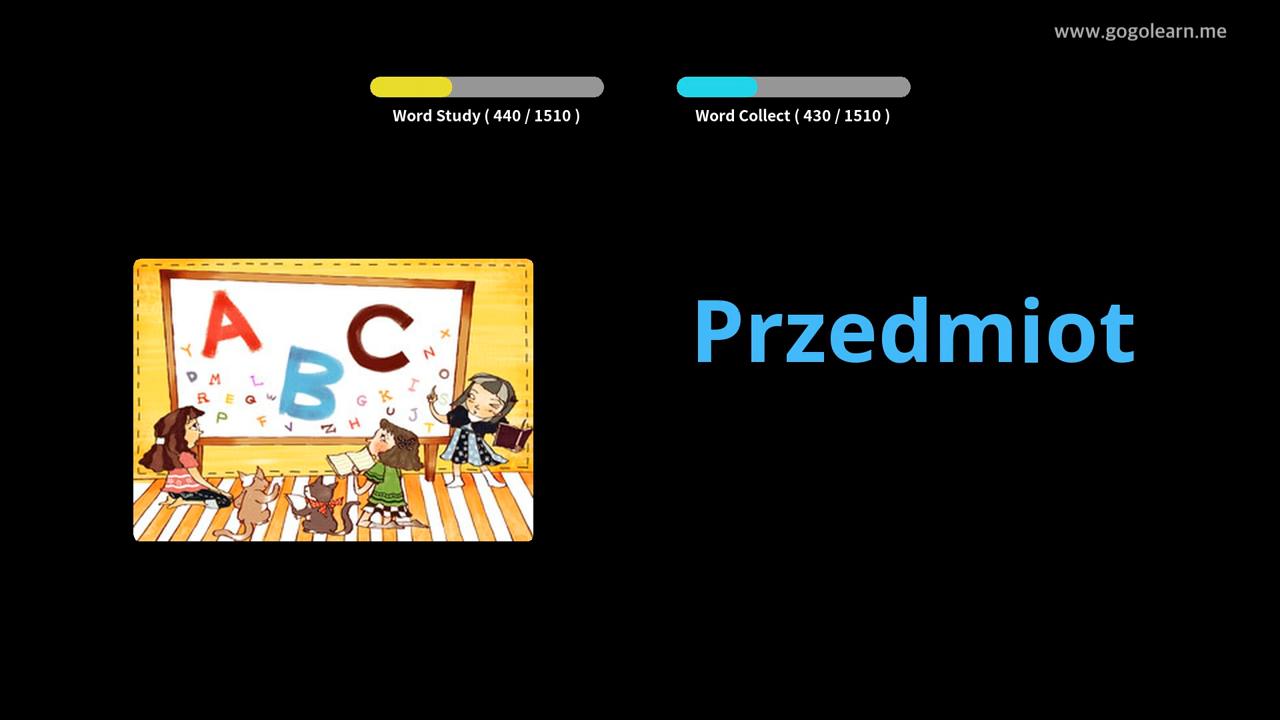 www.gogolearn.me
Word Study ( 440 / 1510 )
Word Collect ( 430 / 1510 )
Przedmiot
A
B
C
Y
X
N
D M L
I O
R E Q W
G K S
P F V Z H U J T